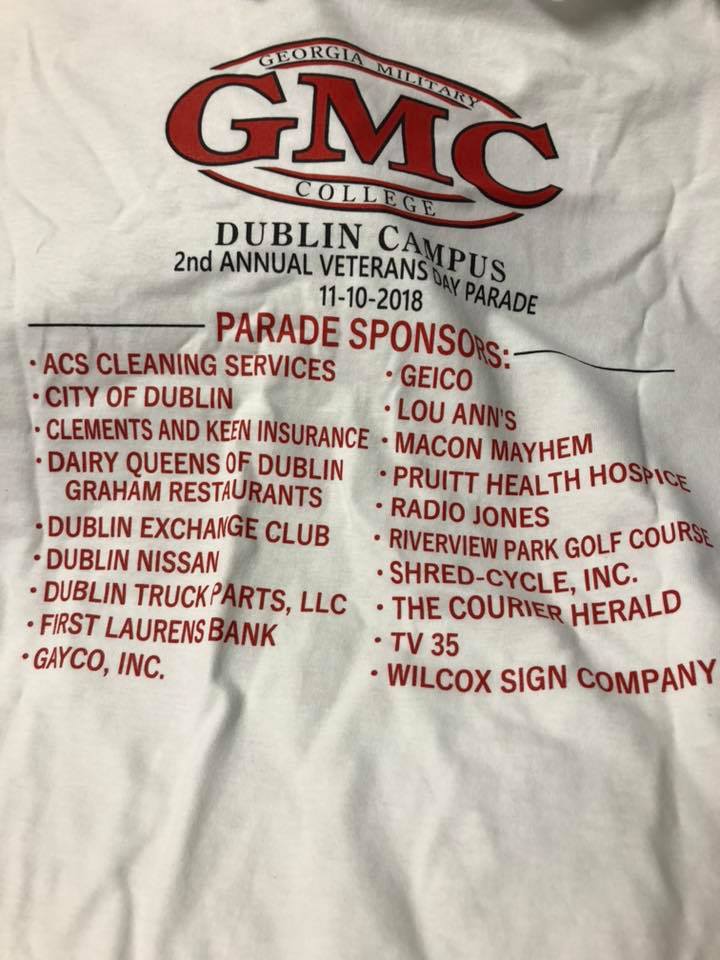 GEORGIA MILITARY
GMC
COLLEGE
DUBLIN CAMPUS
2nd ANNUAL VETERANS DAY PARADE
11-10-2018
PARADE SPONSORS:
• ACS CLEANING SERVICES
• CITY OF DUBLIN
• CLEMENTS AND KEEN INSURANCE
• DAIRY QUEENS OF DUBLIN
GRAHAM RESTAURANTS
• DUBLIN EXCHANGE CLUB
• DUBLIN NISSAN
• DUBLIN TRUCK PARTS, LLC
• FIRST LAURENS BANK
• GAYCO, INC.
• GEICO
• LOU ANN'S
• MACON MAYHEM
• PRUITT HEALTH HOSPICE
• RADIO JONES
• RIVERVIEW PARK GOLF COURSE
• SHRED-CYCLE, INC.
• THE COURIER HERALD
• TV 35
• WILCOX SIGN COMPANY